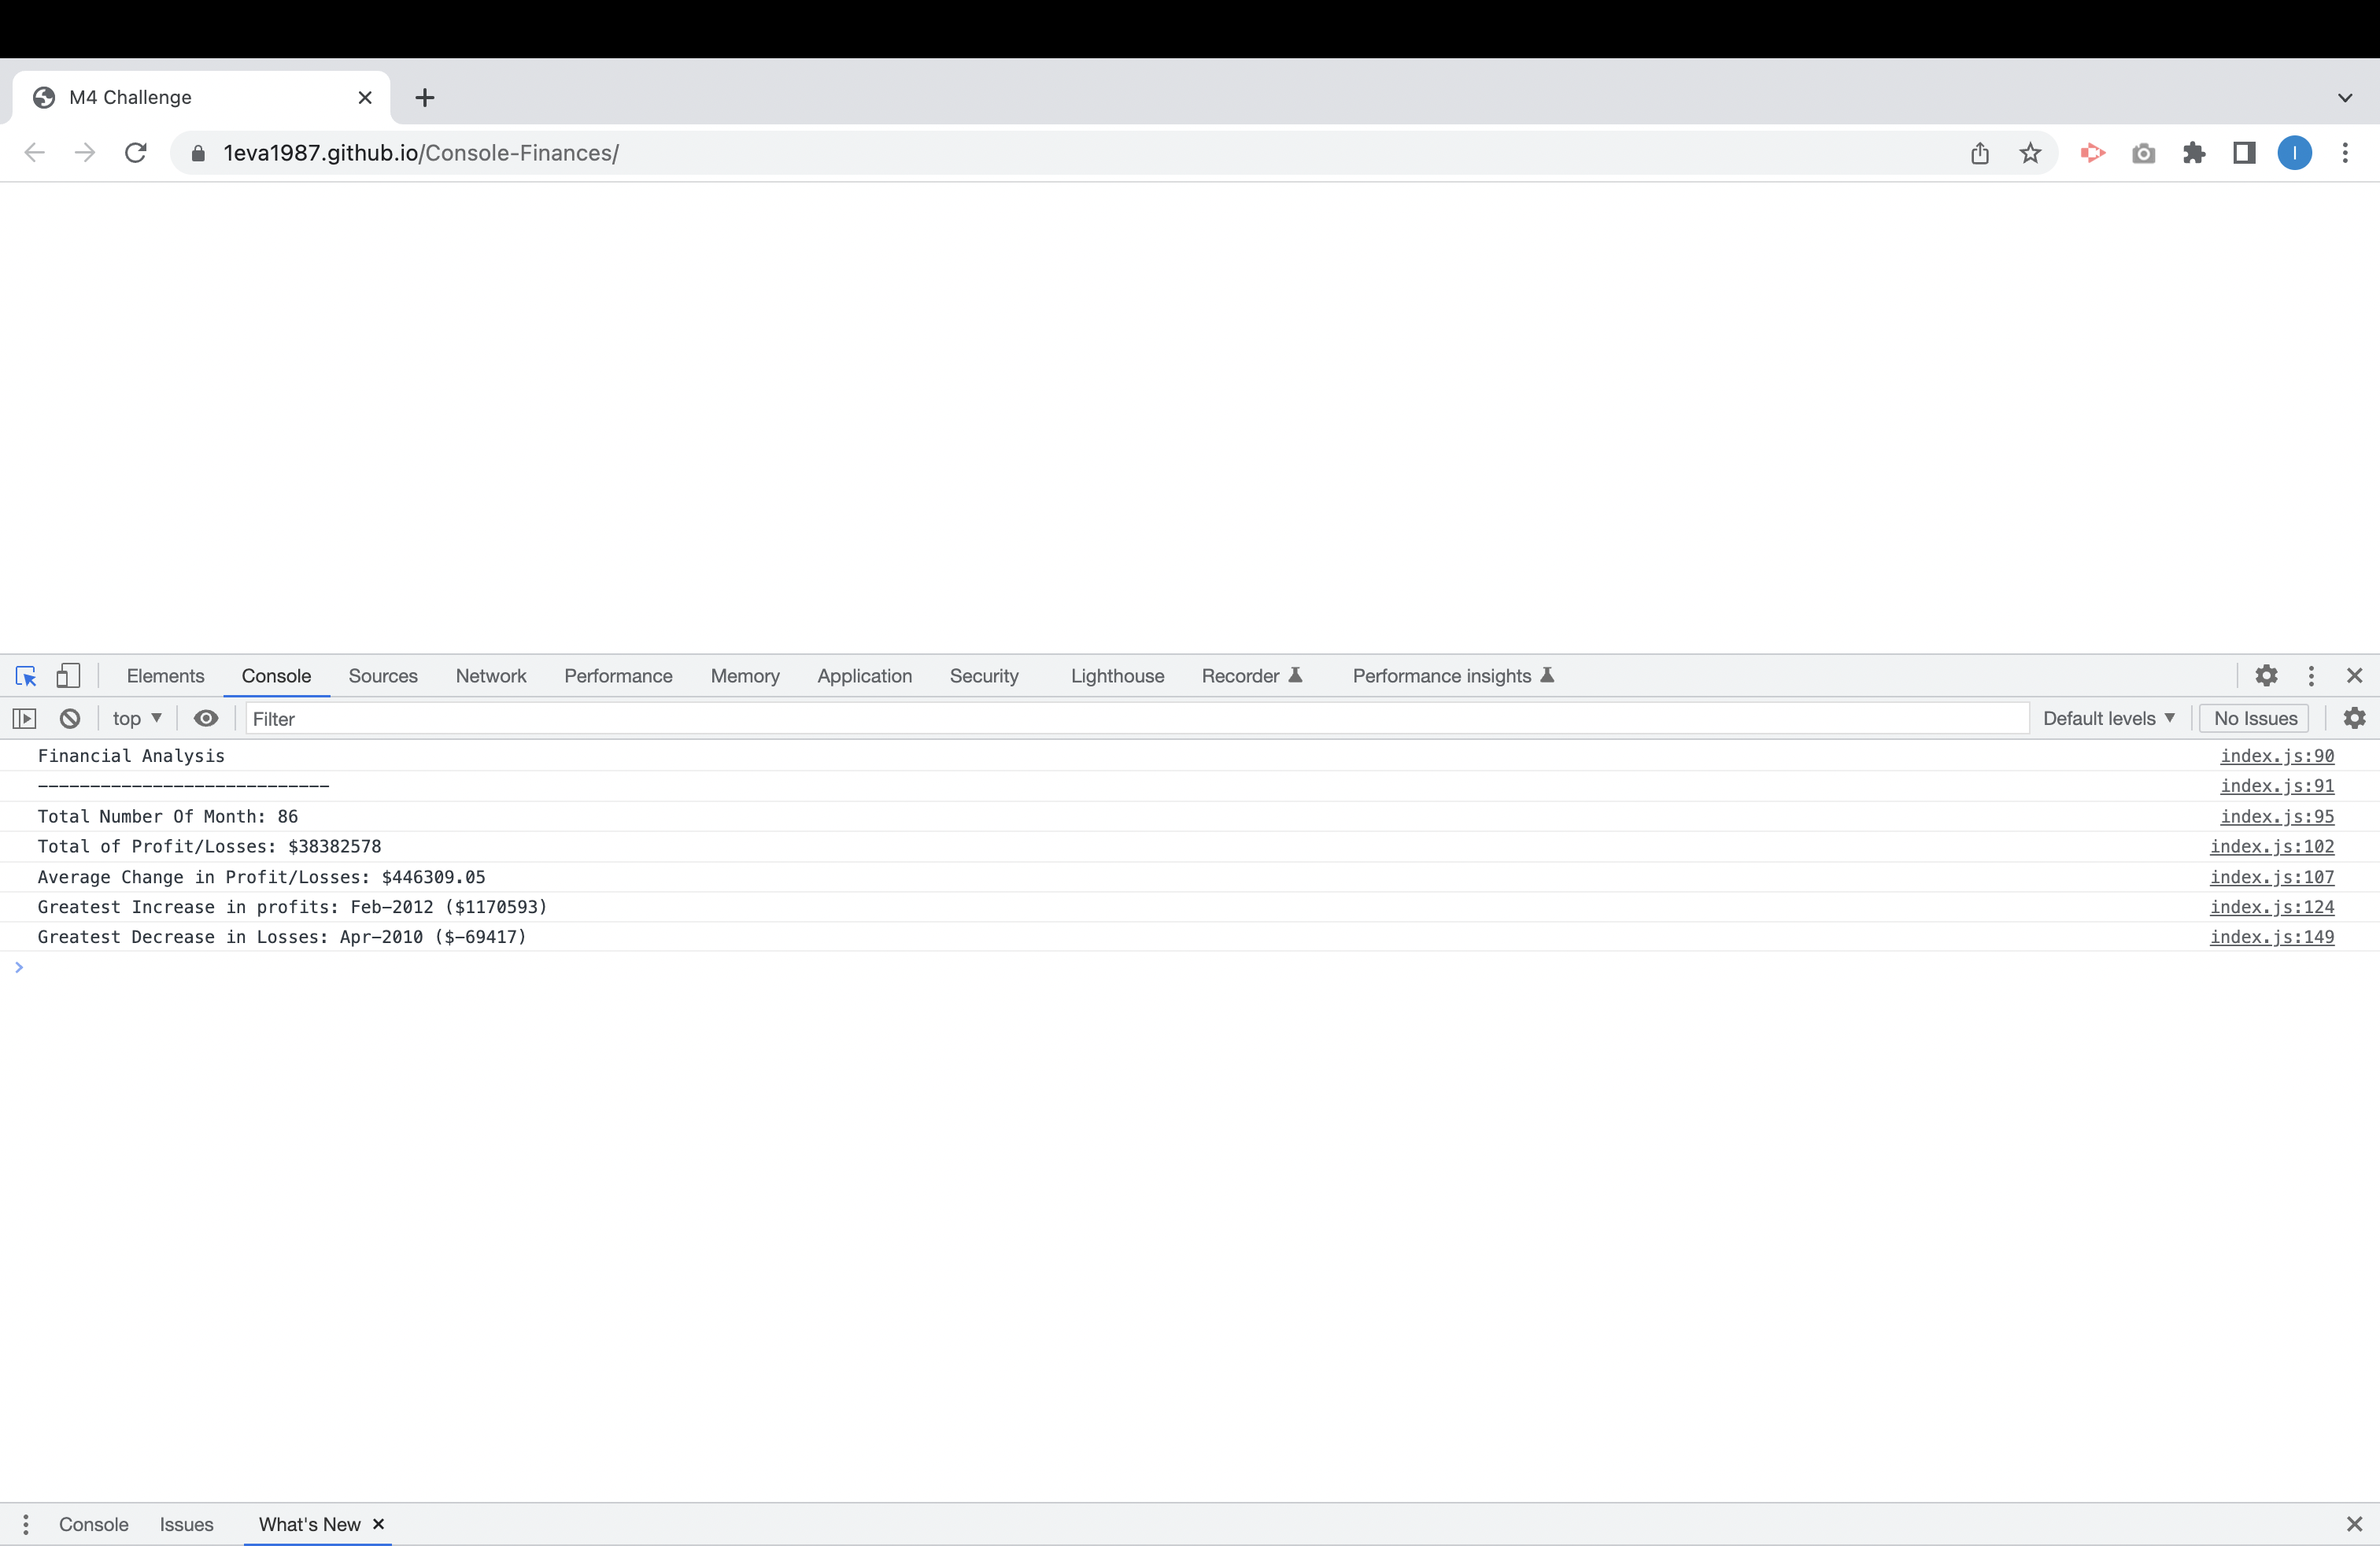 M4 Challenge
1eva1987.github.io/Console-Finances/
I
Elements Console Sources Network Performance Memory Application Security Lighthouse Recorder Performance insights
top Filter Default levels No Issues
Financial Analysis index.js:90
---------------------------- index.js:91
Total Number Of Month: 86 index.js:95
Total of Profit/Losses: $38382578 index.js:102
Average Change in Profit/Losses: $446309.05 index.js:107
Greatest Increase in profits: Feb-2012 ($1170593) index.js:124
Greatest Decrease in Losses: Apr-2010 ($-69417) index.js:149
Console Issues What's New